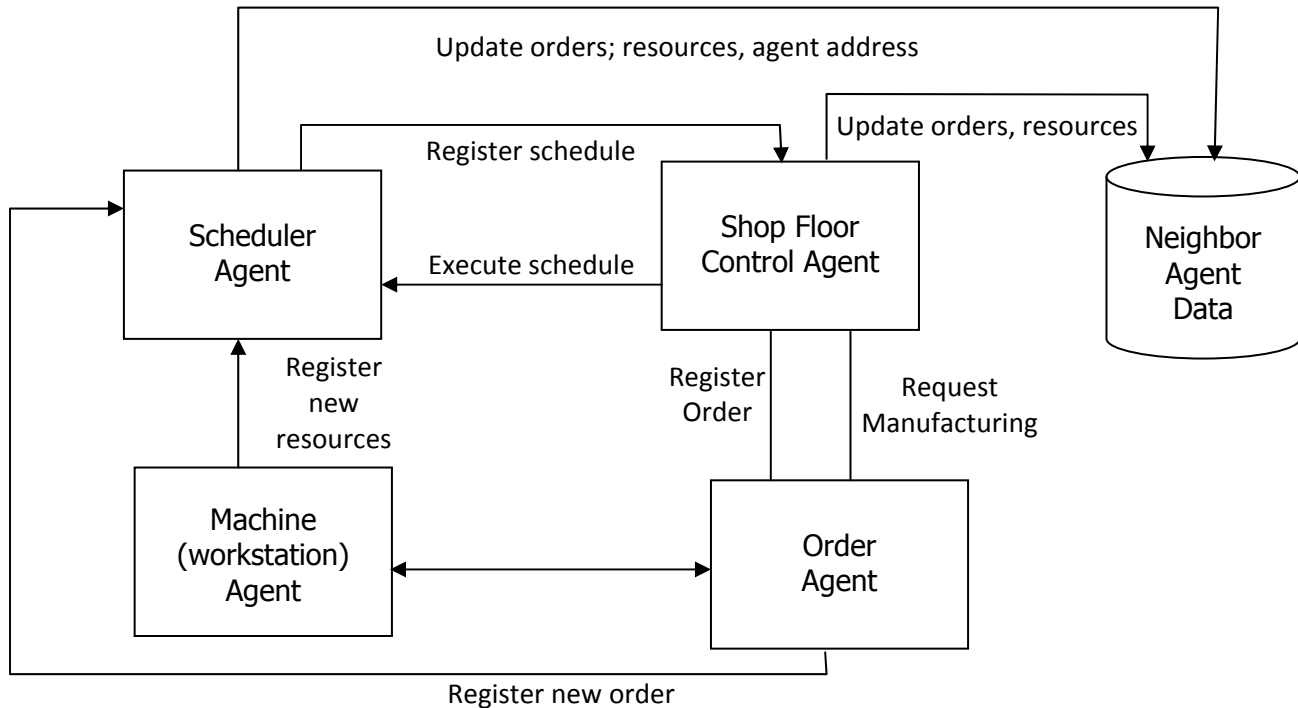 Update orders; resources, agent address
Update orders, resources
Register schedule
Scheduler
Agent
Shop Floor
Control Agent
Neighbor
Agent
Data
Execute schedule
Register
new
resources
Register
Order
Request
Manufacturing
Machine
(workstation)
Agent
Order
Agent
Register new order